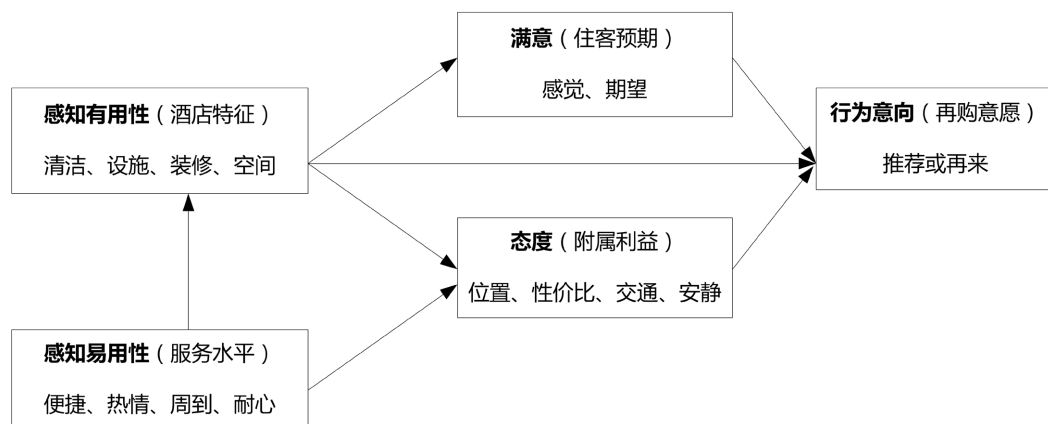 满意（住客预期）
感觉、期望
感知有用性（酒店特征）
清洁、设施、装修、空间
行为意向（再购意愿）
推荐或再来
态度（附属利益）
位置、性价比、交通、安静
感知易用性（服务水平）
便捷、热情、周到、耐心